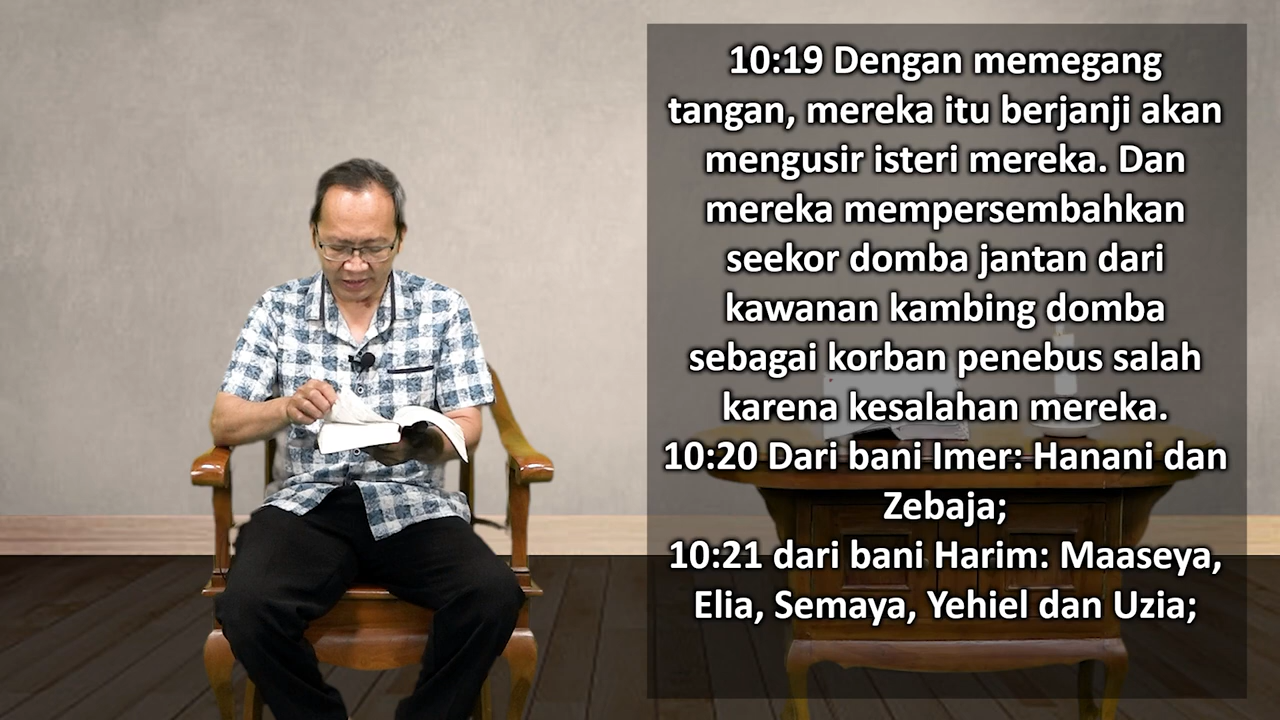 10:19 Dengan memegang
tangan, mereka itu berjanji akan
mengusir isteri mereka. Dan
mereka mempersembahkan
seekor domba jantan dari
kawanan kambing domba
sebagai korban penebus salah
karena kesalahan mereka.
10:20 Dari bani Imer: Hanani dan
Zebaja;
10:21 dari bani Harim: Maaseya,
Elia, Semaya, Yehiel dan Uzia;